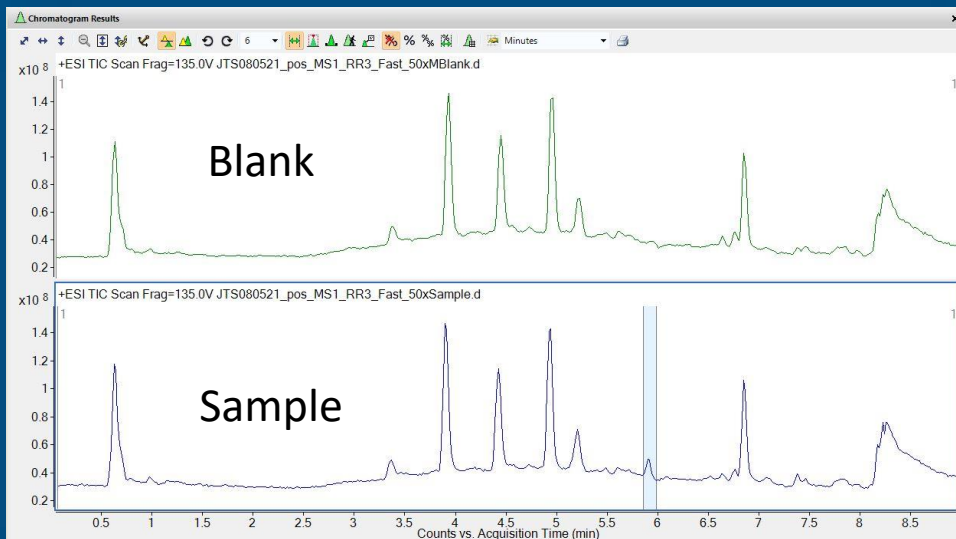 Chromatogram Results
6 Minutes
x10 8 +ESI TIC Scan Frag=135.0V JTS080521_pos_MS1_RR3_Fast_50xMBlank.d
1 1
1.4
1.2
1
0.8
0.6
0.4
0.2
Blank
x10 8 +ESI TIC Scan Frag=135.0V JTS080521_pos_MS1_RR3_Fast_50xSample.d
1 1
1.4
1.2
1
0.8
0.6
0.4
0.2
Sample
0.5 1 1.5 2 2.5 3 3.5 4 4.5 5 5.5 6 6.5 7 7.5 8 8.5
Counts vs. Acquisition Time (min)